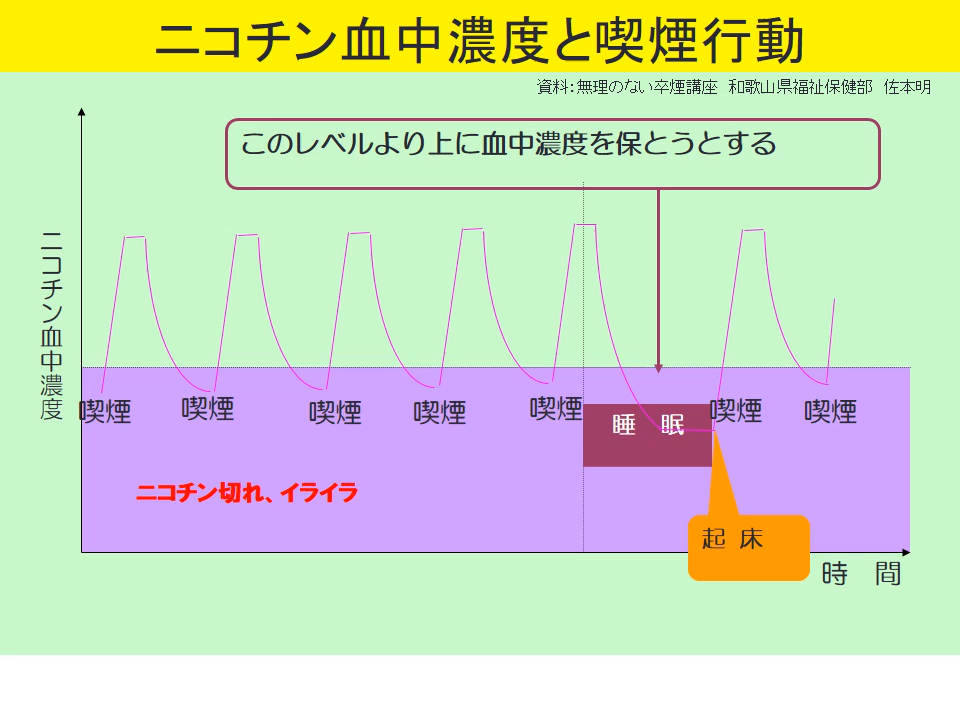 ニコチン血中濃度と喫煙行動
資料：無理のない卒煙講座　和歌山県福祉保健部　佐本明
このレベルより上に血中濃度を保とうとする
ニコチン血中濃度
喫煙
喫煙
喫煙
喫煙
喫煙
睡　眠
喫煙
喫煙
ニコチン切れ、イライラ
起 床
時　間